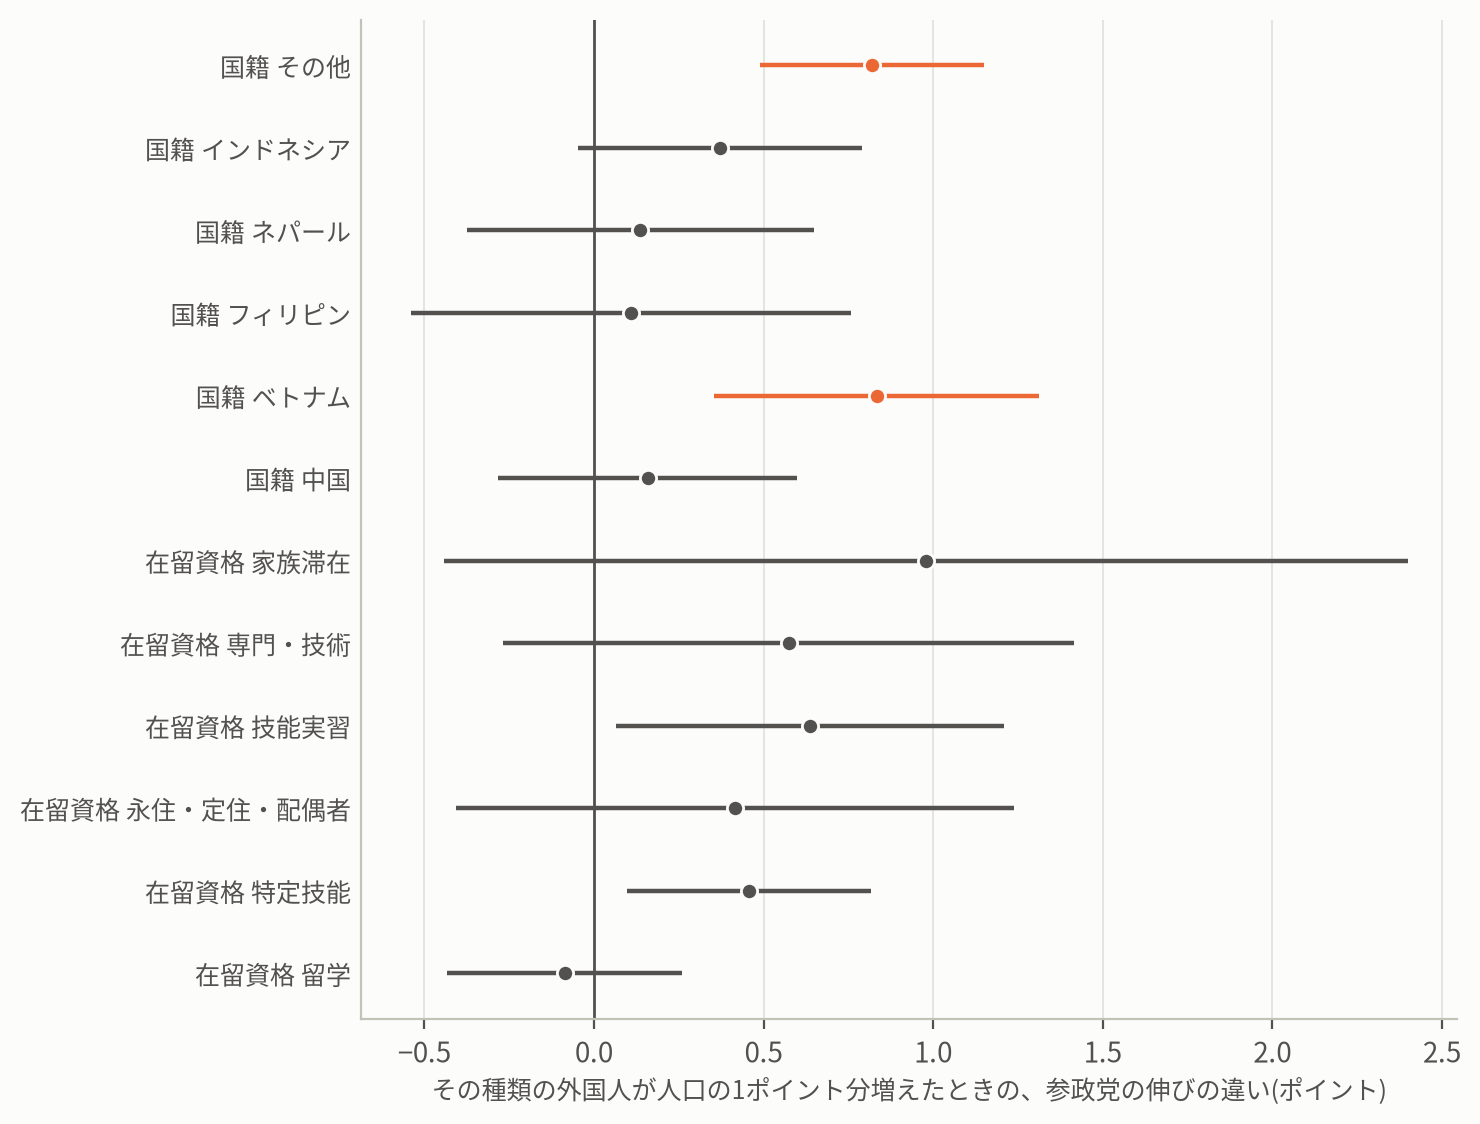 国籍 その他
国籍 インドネシア
国籍 ネパール
国籍 フィリピン
国籍 ベトナム
国籍 中国
在留資格 家族滞在
在留資格 専門・技術
在留資格 技能実習
在留資格 永住・定住・配偶者
在留資格 特定技能
在留資格 留学
−0.5 0.0 0.5 1.0 1.5 2.0 2.5
その種類の外国人が人口の1ポイント分増えたときの、参政党の伸びの違い(ポイント)